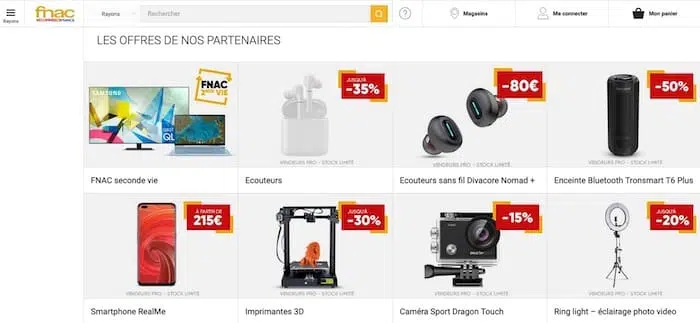 Rayons
fnac
Rayons
Rechercher
?
Magasins
Me connecter
Mon panier
LES OFFRES DE NOS PARTENAIRES
SAMSUNG
QL
FNAC
2NDE VIE
JUSQU'À
-35%
-80€
-50%
VENDEURS PRO - STOCK LIMITÉ
VENDEURS PRO - STOCK LIMITÉ
VENDEURS PRO - STOCK LIMITÉ
FNAC seconde vie
Ecouteurs
Ecouteurs sans fil Divacore Nomad +
Enceinte Bluetooth Tronsmart T6 Plus
À PARTIR DE
215€
JUSQU'À
-30%
-15%
JUSQU'À
-20%
VENDEURS PRO - STOCK LIMITÉ
VENDEURS PRO - STOCK LIMITÉ
VENDEURS PRO - STOCK LIMITÉ
VENDEURS PRO - STOCK LIMITÉ
Smartphone RealMe
Imprimantes 3D
Caméra Sport Dragon Touch
Ring light – éclairage photo video